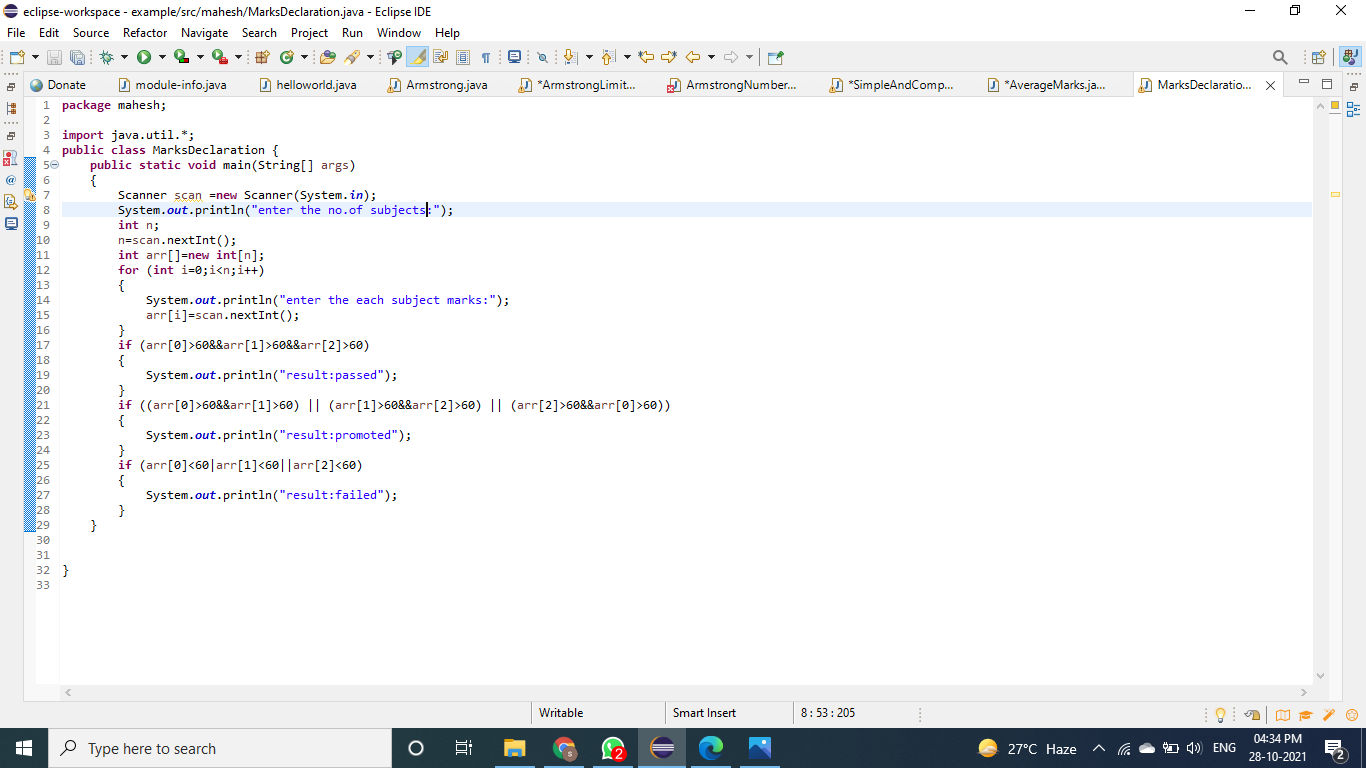 eclipse-workspace - example/src/mahesh/MarksDeclaration.java - Eclipse IDE
File Edit Source Refactor Navigate Search Project Run Window Help
Donate module-info.java helloworld.java Armstrong.java *ArmstrongLimit... ArmstrongNumber... *SimpleAndComp... *AverageMarks.ja... MarksDeclaratio...
1 package mahesh;
2
3 import java.util.*;
4 public class MarksDeclaration {
5 public static void main(String[] args)
6 {
7 Scanner scan =new Scanner(System.in);
8 System.out.println("enter the no.of subjects:");
9 int n;
10 n=scan.nextInt();
11 int arr[]=new int[n];
12 for (int i=0;i<n;i++)
13 {
14 System.out.println("enter the each subject marks:");
15 arr[i]=scan.nextInt();
16 }
17 if (arr[0]>60&&arr[1]>60&&arr[2]>60)
18 {
19 System.out.println("result:passed");
20 }
21 if ((arr[0]>60&&arr[1]>60) || (arr[1]>60&&arr[2]>60) || (arr[2]>60&&arr[0]>60))
22 {
23 System.out.println("result:promoted");
24 }
25 if (arr[0]<60|arr[1]<60||arr[2]<60)
26 {
27 System.out.println("result:failed");
28 }
29 }
30
31
32 }
33
Writable Smart Insert 8 : 53 : 205
Type here to search 2 27°C Haze ENG 04:34 PM 2
28-10-2021